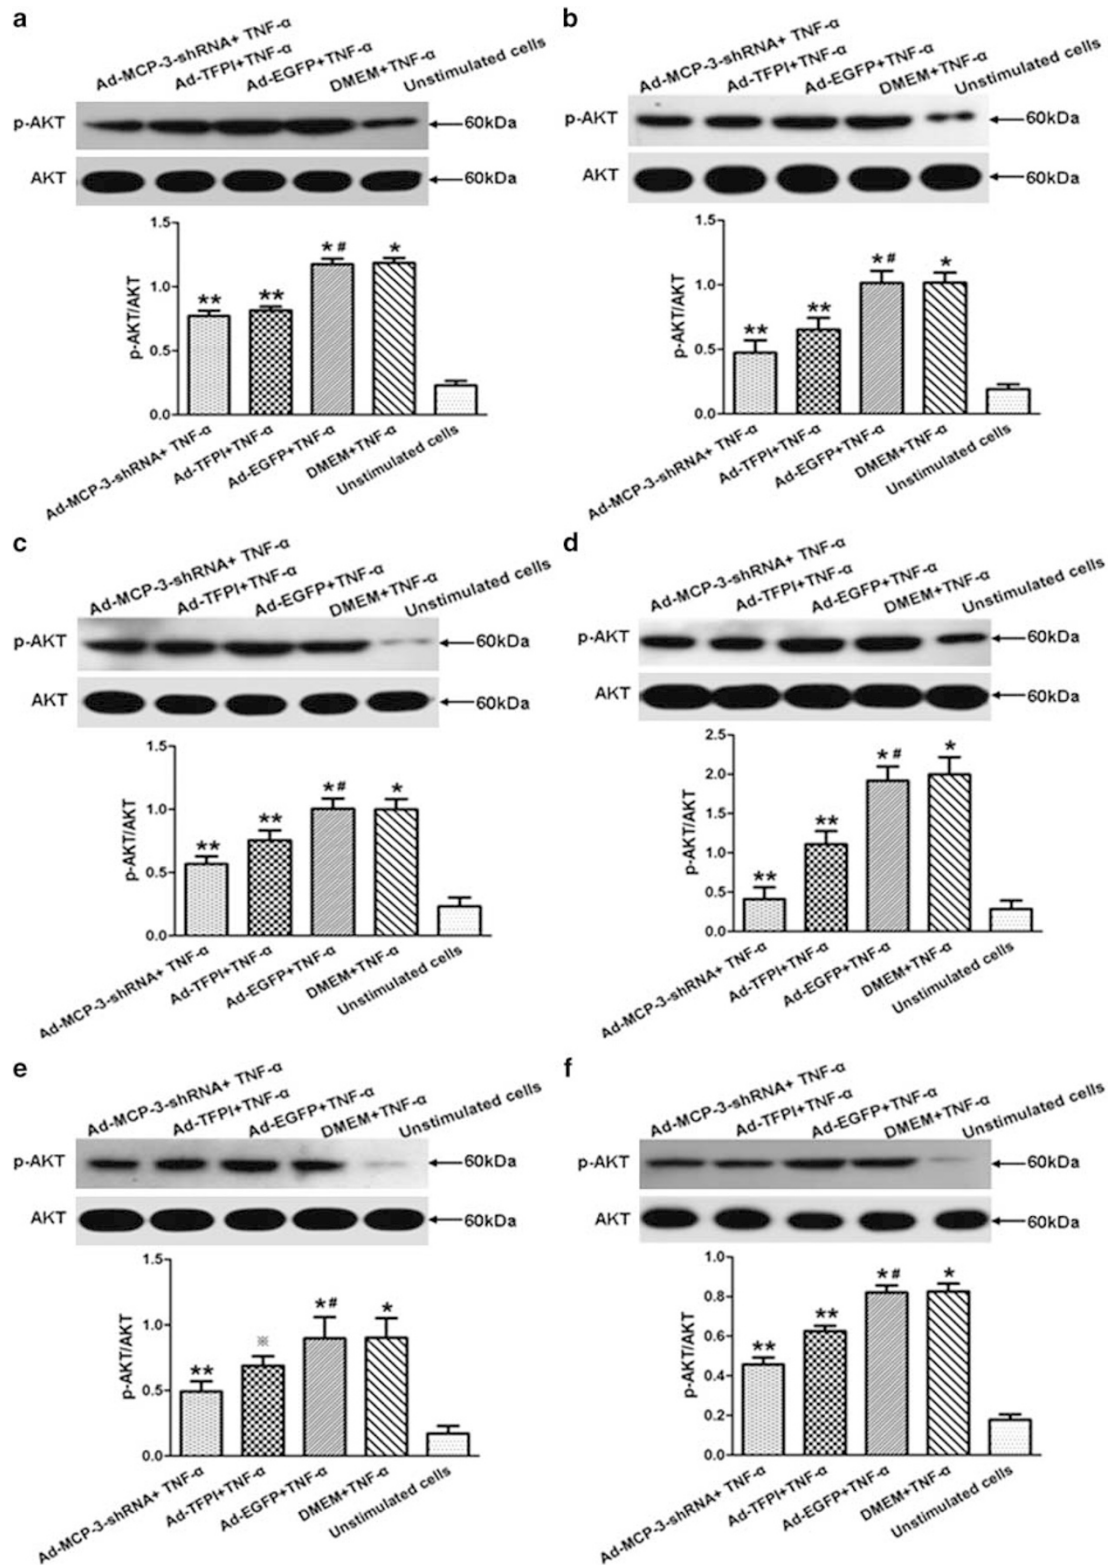 a
Ad-MCP-3-shRNA+ TNF-α
Ad-TFPI+TNF-α
Ad-EGFP+TNF-α
DMEM+TNF-α
Unstimulated cells
p-AKT
60kDa
AKT
60kDa
p-AKT/AKT
1.5
1.0
0.5
0.0
**
**
*#
*
Ad-MCP-3-shRNA+ TNF-α
Ad-TFPI+TNF-α
Ad-EGFP+TNF-α
DMEM+TNF-α
Unstimulated cells
b
Ad-MCP-3-shRNA+ TNF-α
Ad-TFPI+TNF-α
Ad-EGFP+TNF-α
DMEM+TNF-α
Unstimulated cells
p-AKT
60kDa
AKT
60kDa
p-AKT/AKT
1.5
1.0
0.5
0.0
**
**
*#
*
Ad-MCP-3-shRNA+ TNF-α
Ad-TFPI+TNF-α
Ad-EGFP+TNF-α
DMEM+TNF-α
Unstimulated cells
c
Ad-MCP-3-shRNA+ TNF-α
Ad-TFPI+TNF-α
Ad-EGFP+TNF-α
DMEM+TNF-α
Unstimulated cells
p-AKT
60kDa
AKT
60kDa
p-AKT/AKT
1.5
1.0
0.5
0.0
**
**
*#
*
Ad-MCP-3-shRNA+ TNF-α
Ad-TFPI+TNF-α
Ad-EGFP+TNF-α
DMEM+TNF-α
Unstimulated cells
d
Ad-MCP-3-shRNA+ TNF-α
Ad-TFPI+TNF-α
Ad-EGFP+TNF-α
DMEM+TNF-α
Unstimulated cells
p-AKT
60kDa
AKT
60kDa
p-AKT/AKT
2.5
2.0
1.5
1.0
0.5
0.0
**
**
*#
*
Ad-MCP-3-shRNA+ TNF-α
Ad-TFPI+TNF-α
Ad-EGFP+TNF-α
DMEM+TNF-α
Unstimulated cells
e
Ad-MCP-3-shRNA+ TNF-α
Ad-TFPI+TNF-α
Ad-EGFP+TNF-α
DMEM+TNF-α
Unstimulated cells
p-AKT
60kDa
AKT
60kDa
p-AKT/AKT
1.5
1.0
0.5
0.0
**
※
*#
*
Ad-MCP-3-shRNA+ TNF-α
Ad-TFPI+TNF-α
Ad-EGFP+TNF-α
DMEM+TNF-α
Unstimulated cells
f
Ad-MCP-3-shRNA+ TNF-α
Ad-TFPI+TNF-α
Ad-EGFP+TNF-α
DMEM+TNF-α
Unstimulated cells
p-AKT
60kDa
AKT
60kDa
p-AKT/AKT
1.0
0.8
0.6
0.4
0.2
0.0
**
**
*#
*
Ad-MCP-3-shRNA+ TNF-α
Ad-TFPI+TNF-α
Ad-EGFP+TNF-α
DMEM+TNF-α
Unstimulated cells